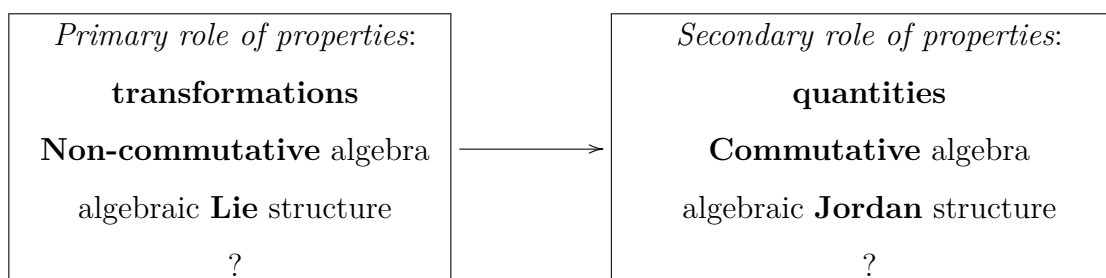 Primary role of properties:
transformations
Non-commutative algebra
algebraic Lie structure
?
Secondary role of properties:
quantities
Commutative algebra
algebraic Jordan structure
?